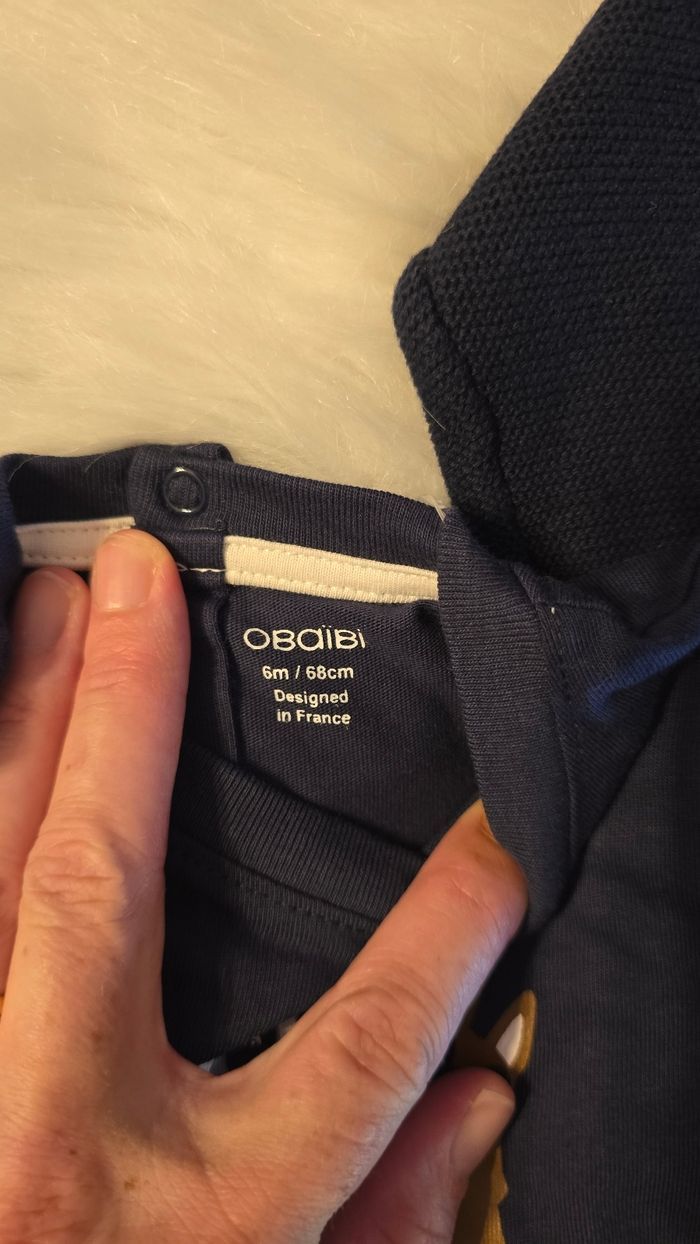 OBaïBi
6m / 68cm
Designed
in France